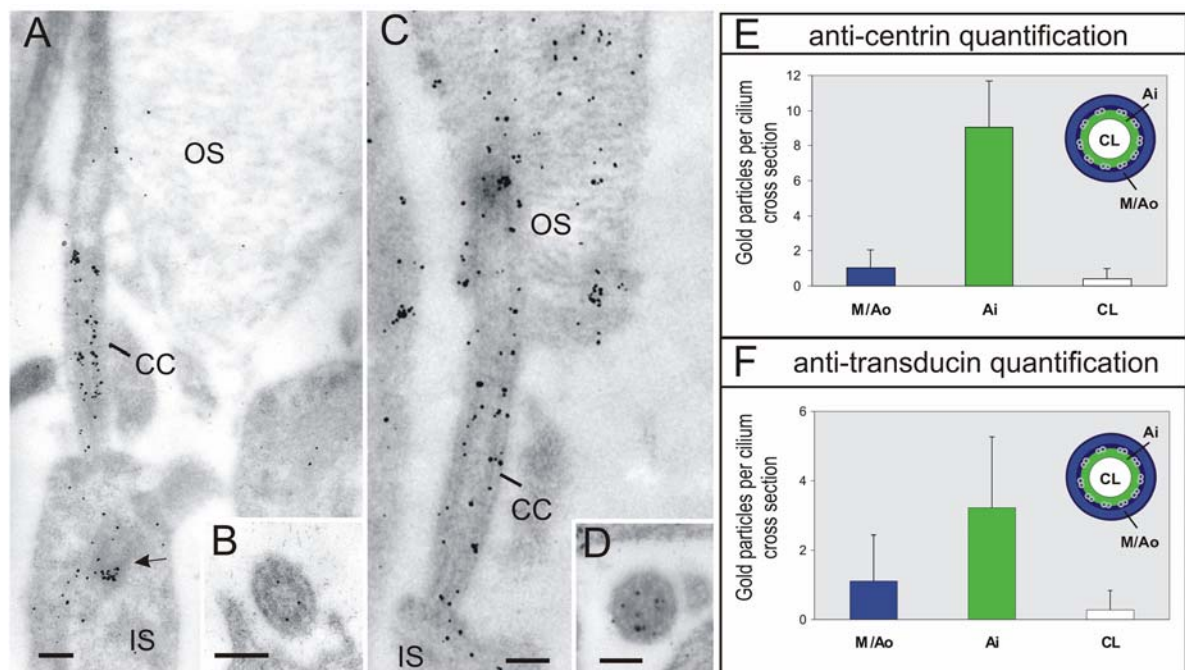 A
OS
CC
IS
B
C
OS
CC
IS
D
E anti-centrin quantification
Gold particles per cilium
cross section
12
10
8
6
4
2
0
M/Ao Ai CL
Ai
CL
M/Ao
F anti-transducin quantification
Gold particles per cilium
cross section
6
4
2
0
M/Ao Ai CL
Ai
CL
M/Ao